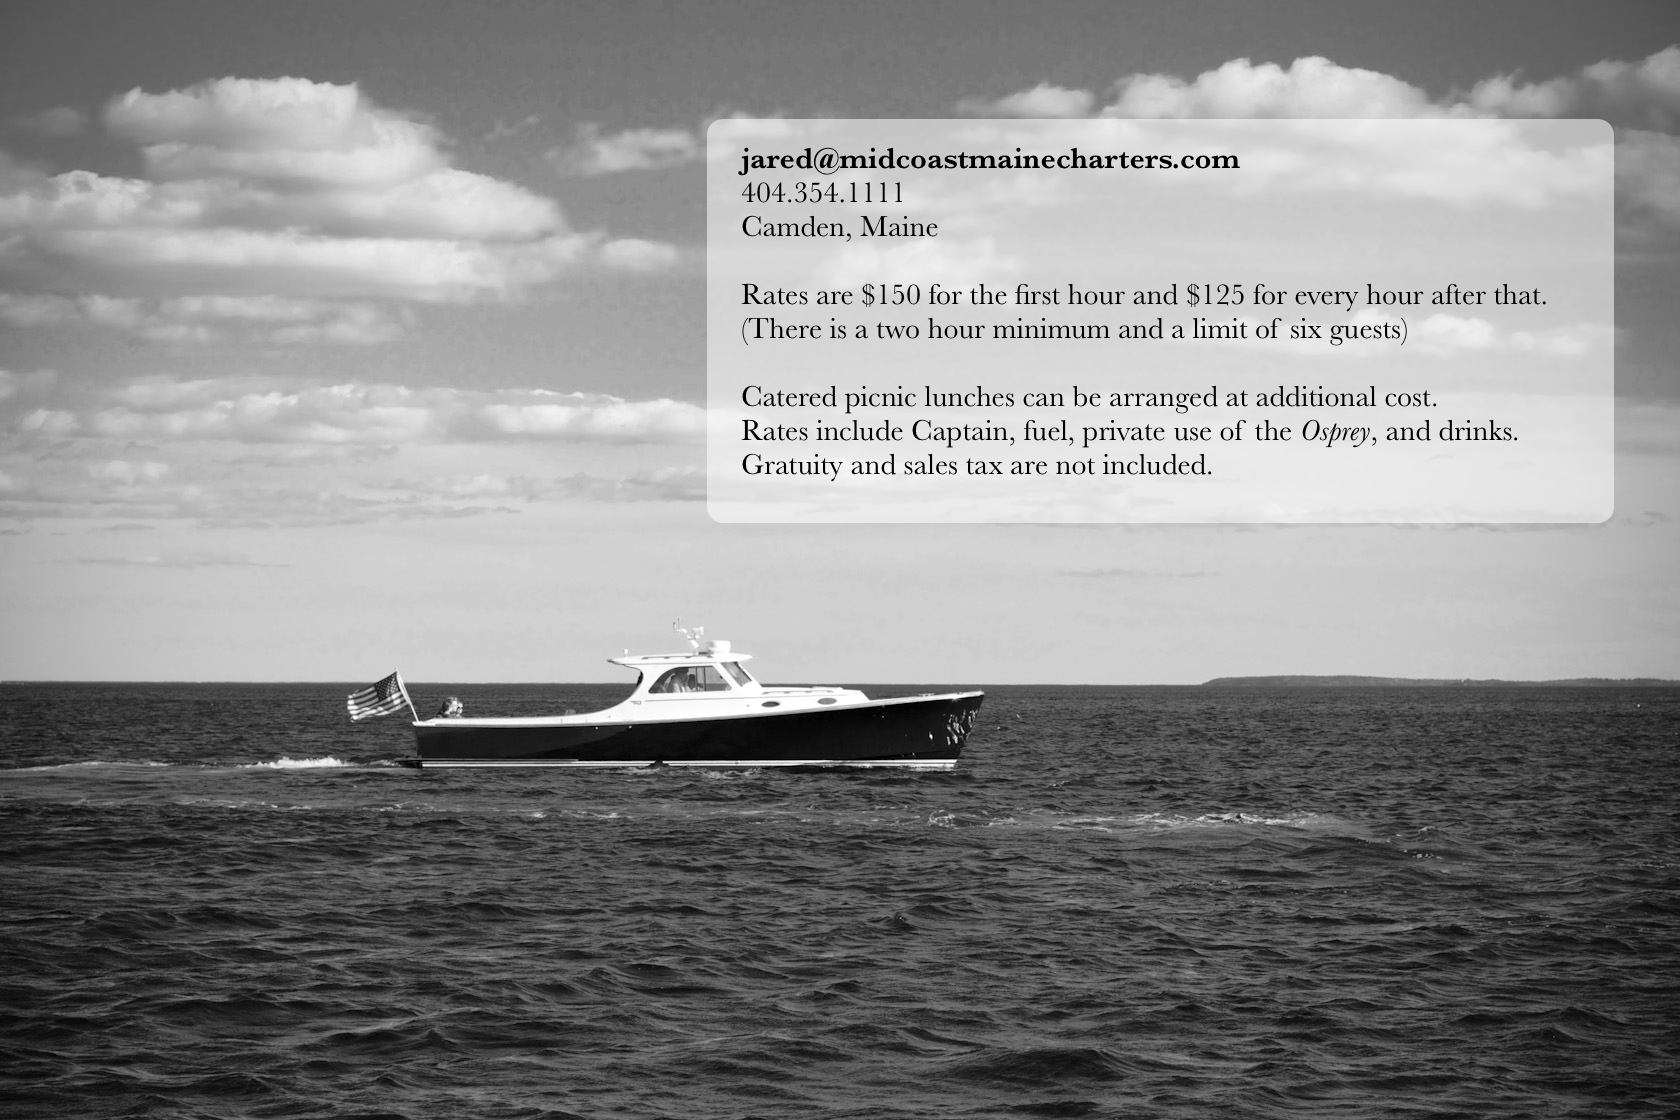 jared@midcoastmainecharters.com
404.354.1111
Camden, Maine
Rates are $150 for the first hour and $125 for every hour after that.
(There is a two hour minimum and a limit of six guests)
Catered picnic lunches can be arranged at additional cost.
Rates include Captain, fuel, private use of the Osprey, and drinks.
Gratuity and sales tax are not included.